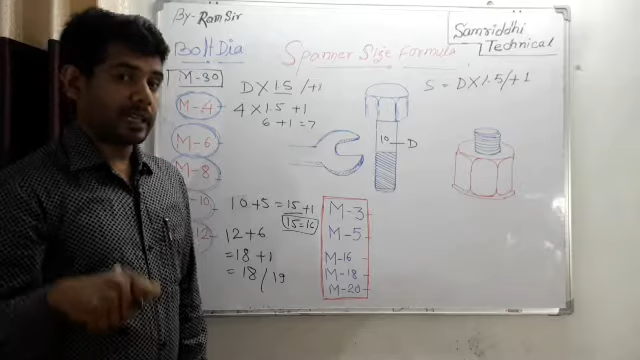 By- Ram Sir
Samriddhi
Technical
Bolt Dia
Spanner Size Formula
M-30
D X 1.5 /+1
S = D X 1.5/+1
M-4
4 X 1.5 +1
6 +1 = 7
M-6
10
D
M-8
10
10 + 5 = 15 +1
15=16
M-3
12
12 + 6
M-5
= 18 + 1
M-16
= 18 / 19
M-18
M-20